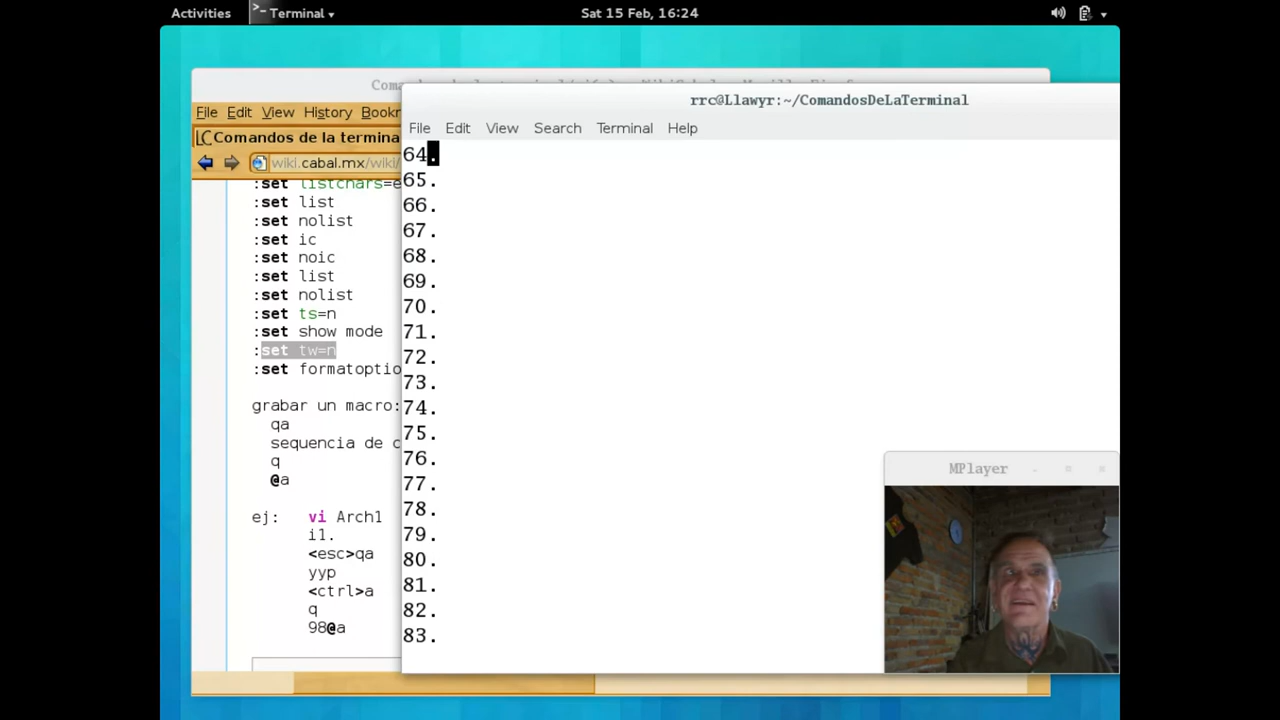 Activities
Terminal
Sat 15 Feb, 16:24
rrc@Llawyr:~/ComandosDeLaTerminal
File Edit View History Bookr
File Edit View Search Terminal Help
Comandos de la termina
wiki.cabal.mx/wiki/
:set listchars=e
:set list
:set nolist
:set ic
:set noic
:set list
:set nolist
:set ts=n
:set show mode
:set tw=n
:set formatoptio
grabar un macro:
qa
sequencia de c
q
@a
ej: vi Arch1
i1.
<esc>qa
yyp
<ctrl>a
q
98@a
64.
65.
66.
67.
68.
69.
70.
71.
72.
73.
74.
75.
76.
77.
78.
79.
80.
81.
82.
83.
MPlayer